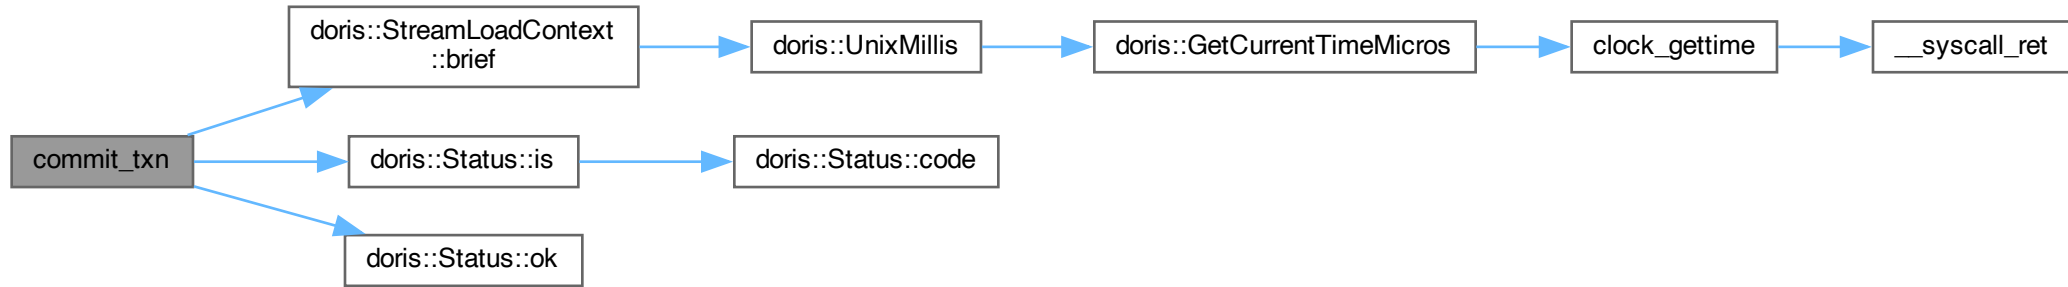 doris::StreamLoadContext
::brief
doris::UnixMillis
doris::GetCurrentTimeMicros
clock_gettime
__syscall_ret
commit_txn
doris::Status::is
doris::Status::code
doris::Status::ok